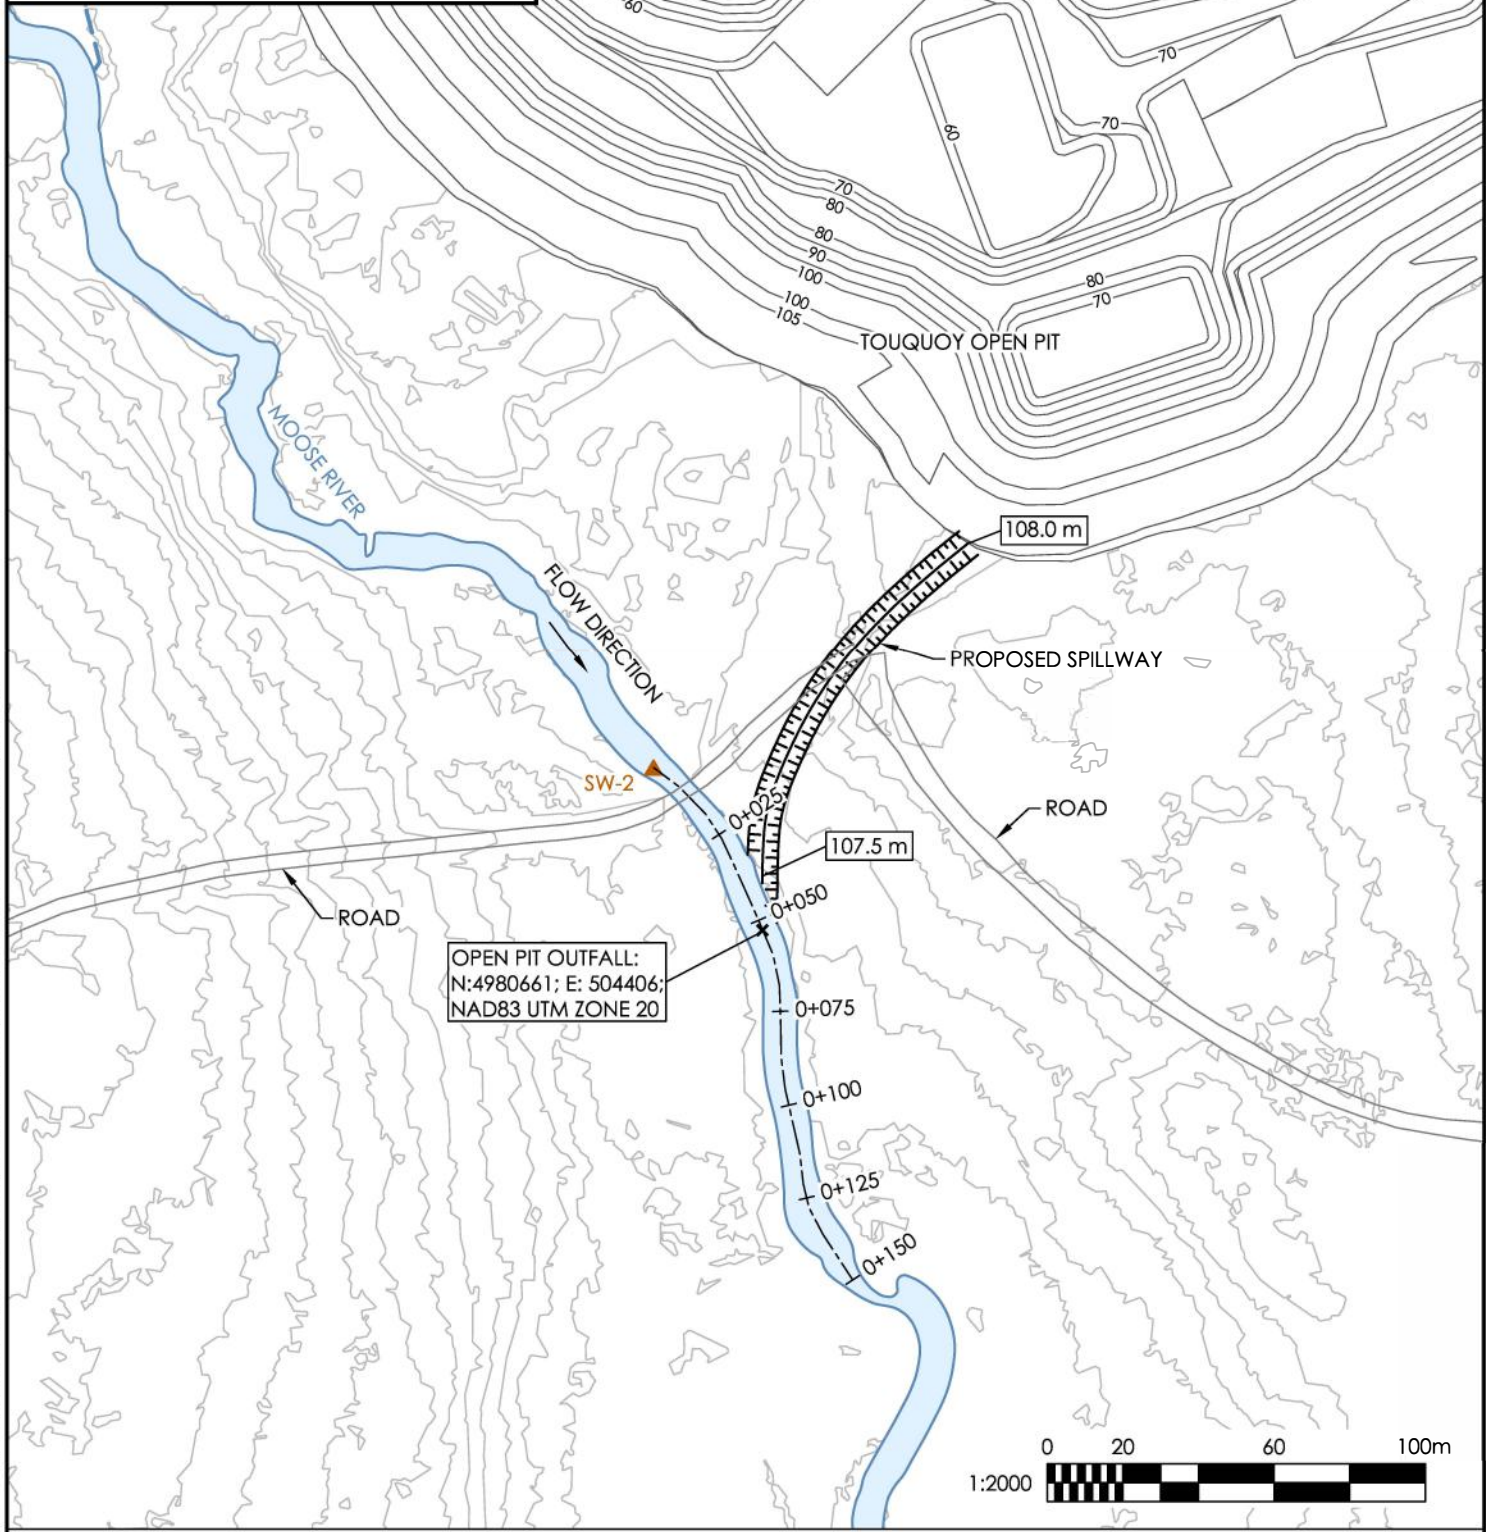 60
70
60
70
70
80
80
90
100
100
105
80
70
TOUQUOY OPEN PIT
MOOSE RIVER
108.0 m
FLOW DIRECTION
PROPOSED SPILLWAY
SW-2
0+025
ROAD
107.5 m
0+050
ROAD
OPEN PIT OUTFALL:
N:4980661; E: 504406;
NAD83 UTM ZONE 20
0+075
0+100
0+125
0+150
0 20 60 100m
1:2000